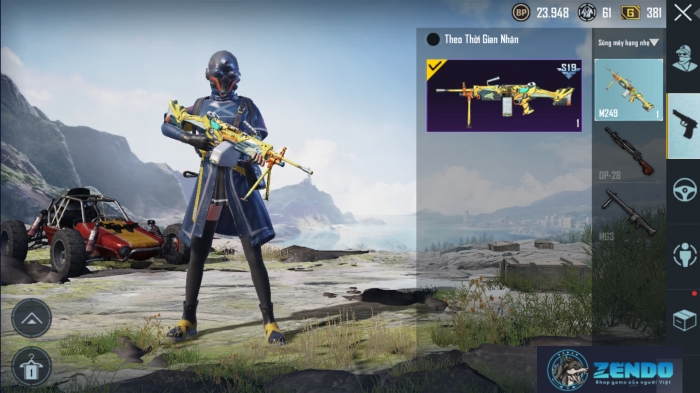 BP 23.948 61 G 381
Theo Thời Gian Nhận
Súng máy hạng nhẹ
S19
1
M249
1
DP-28
MG3
ZENDO
Shop game của người Việt